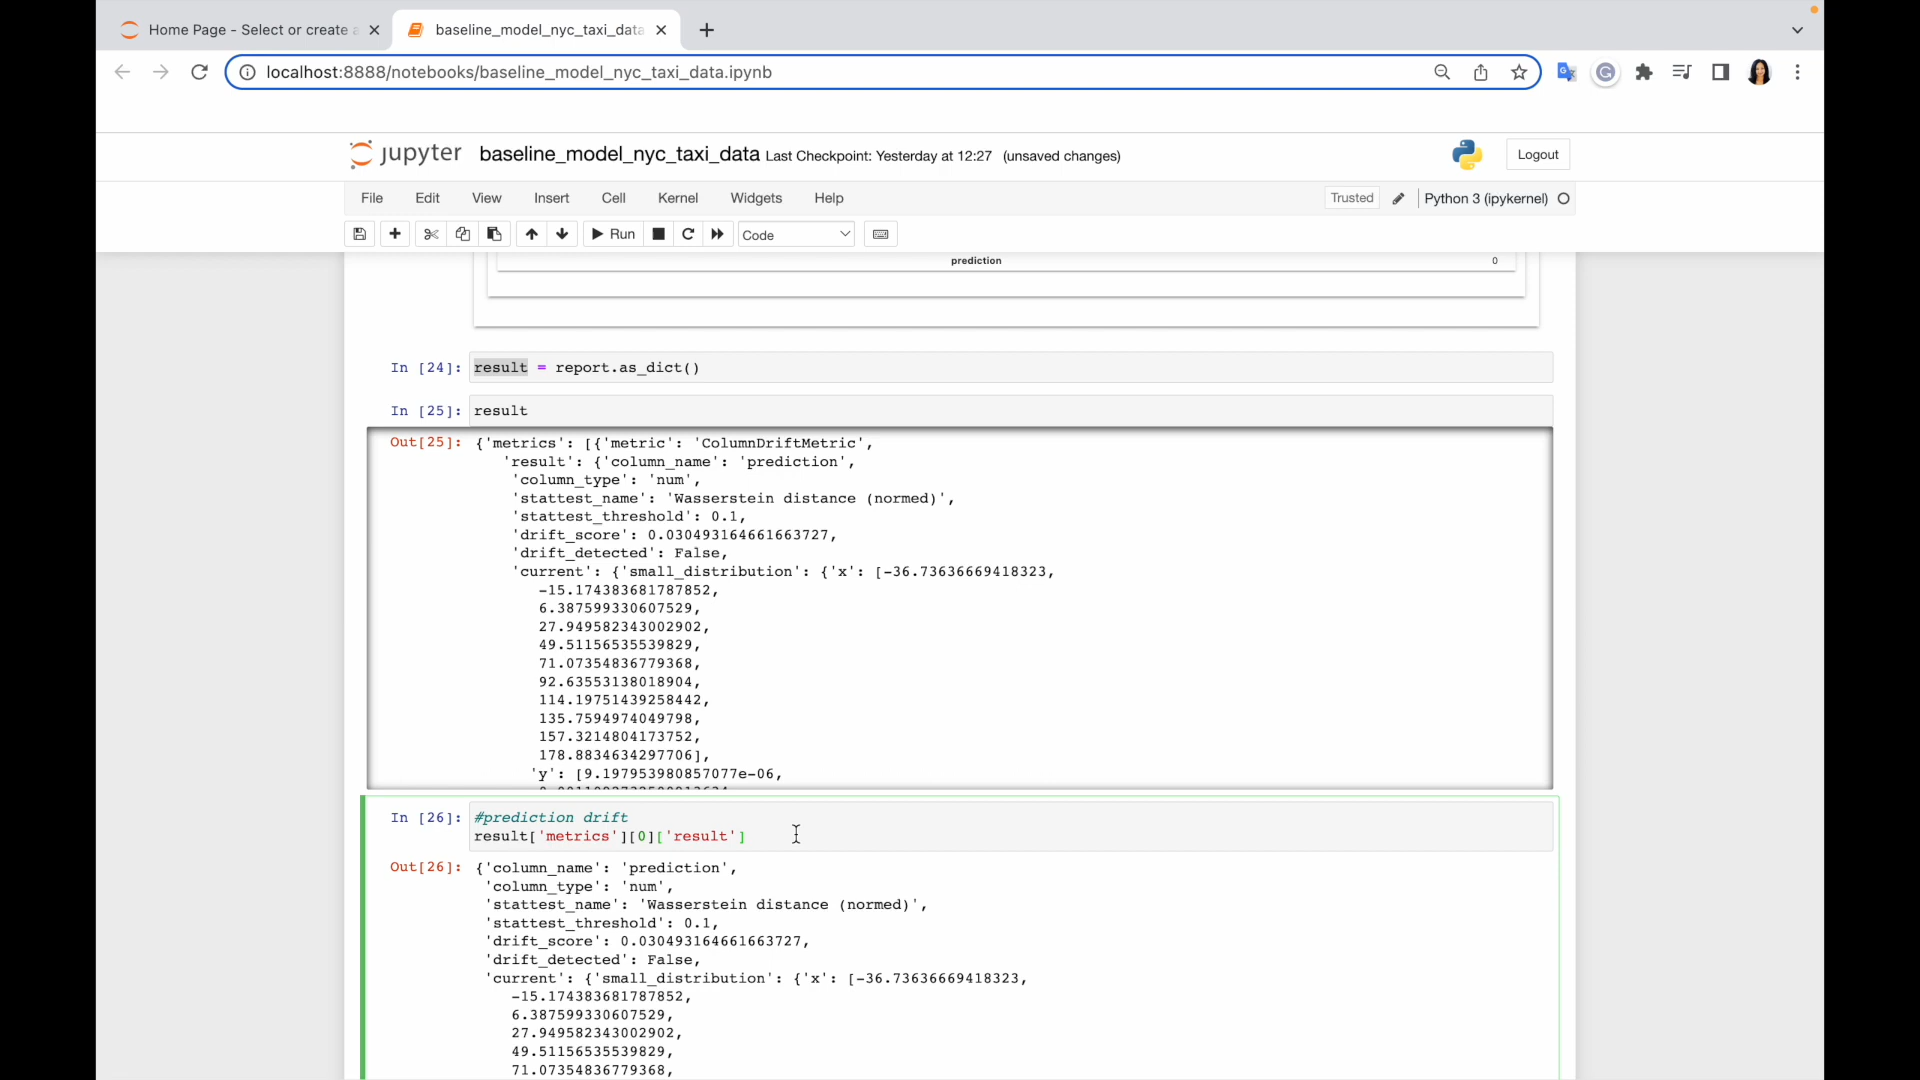 Home Page - Select or create a
baseline_model_nyc_taxi_data
localhost:8888/notebooks/baseline_model_nyc_taxi_data.ipynb
jupyter baseline_model_nyc_taxi_data Last Checkpoint: Yesterday at 12:27 (unsaved changes)
Logout
File Edit View Insert Cell Kernel Widgets Help
Trusted Python 3 (ipykernel)
Run Code
prediction 0
In [24]: result = report.as_dict()
In [25]: result
Out[25]: {'metrics': [{'metric': 'ColumnDriftMetric',
'result': {'column_name': 'prediction',
'column_type': 'num',
'stattest_name': 'Wasserstein distance (normed)',
'stattest_threshold': 0.1,
'drift_score': 0.030493164661663727,
'drift_detected': False,
'current': {'small_distribution': {'x': [-36.73636669418323,
-15.174383681787852,
6.387599330607529,
27.949582343002902,
49.51156535539829,
71.07354836779368,
92.63553138018904,
114.19751439258442,
135.7594974049798,
157.3214804173752,
178.8834634297706],
'y': [9.197953980857077e-06,
In [26]: #prediction drift
result['metrics'][0]['result']
Out[26]: {'column_name': 'prediction',
'column_type': 'num',
'stattest_name': 'Wasserstein distance (normed)',
'stattest_threshold': 0.1,
'drift_score': 0.030493164661663727,
'drift_detected': False,
'current': {'small_distribution': {'x': [-36.73636669418323,
-15.174383681787852,
6.387599330607529,
27.949582343002902,
49.51156535539829,
71.07354836779368,